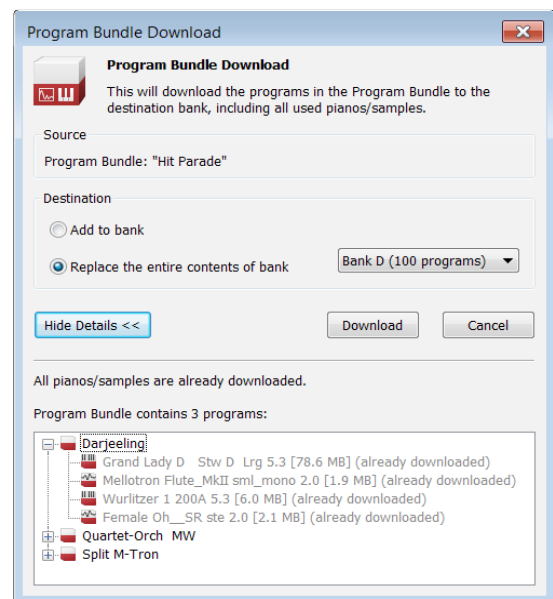 Program Bundle Download
Program Bundle Download
This will download the programs in the Program Bundle to the
destination bank, including all used pianos/samples.
Source
Program Bundle: "Hit Parade"
Destination
Add to bank
Replace the entire contents of bank
Bank D (100 programs)
Hide Details <<
Download
Cancel
All pianos/samples are already downloaded.
Program Bundle contains 3 programs:
Darjeeling
Grand Lady D   Stw D  Lrg 5.3 [78.6 MB] (already downloaded)
Mellotron Flute_MkII sml_mono 2.0 [1.9 MB] (already downloaded)
Wurlitzer 1 200A 5.3 [6.0 MB] (already downloaded)
Female Oh__SR ste 2.0 [2.1 MB] (already downloaded)
Quartet-Orch  MW
Split M-Tron